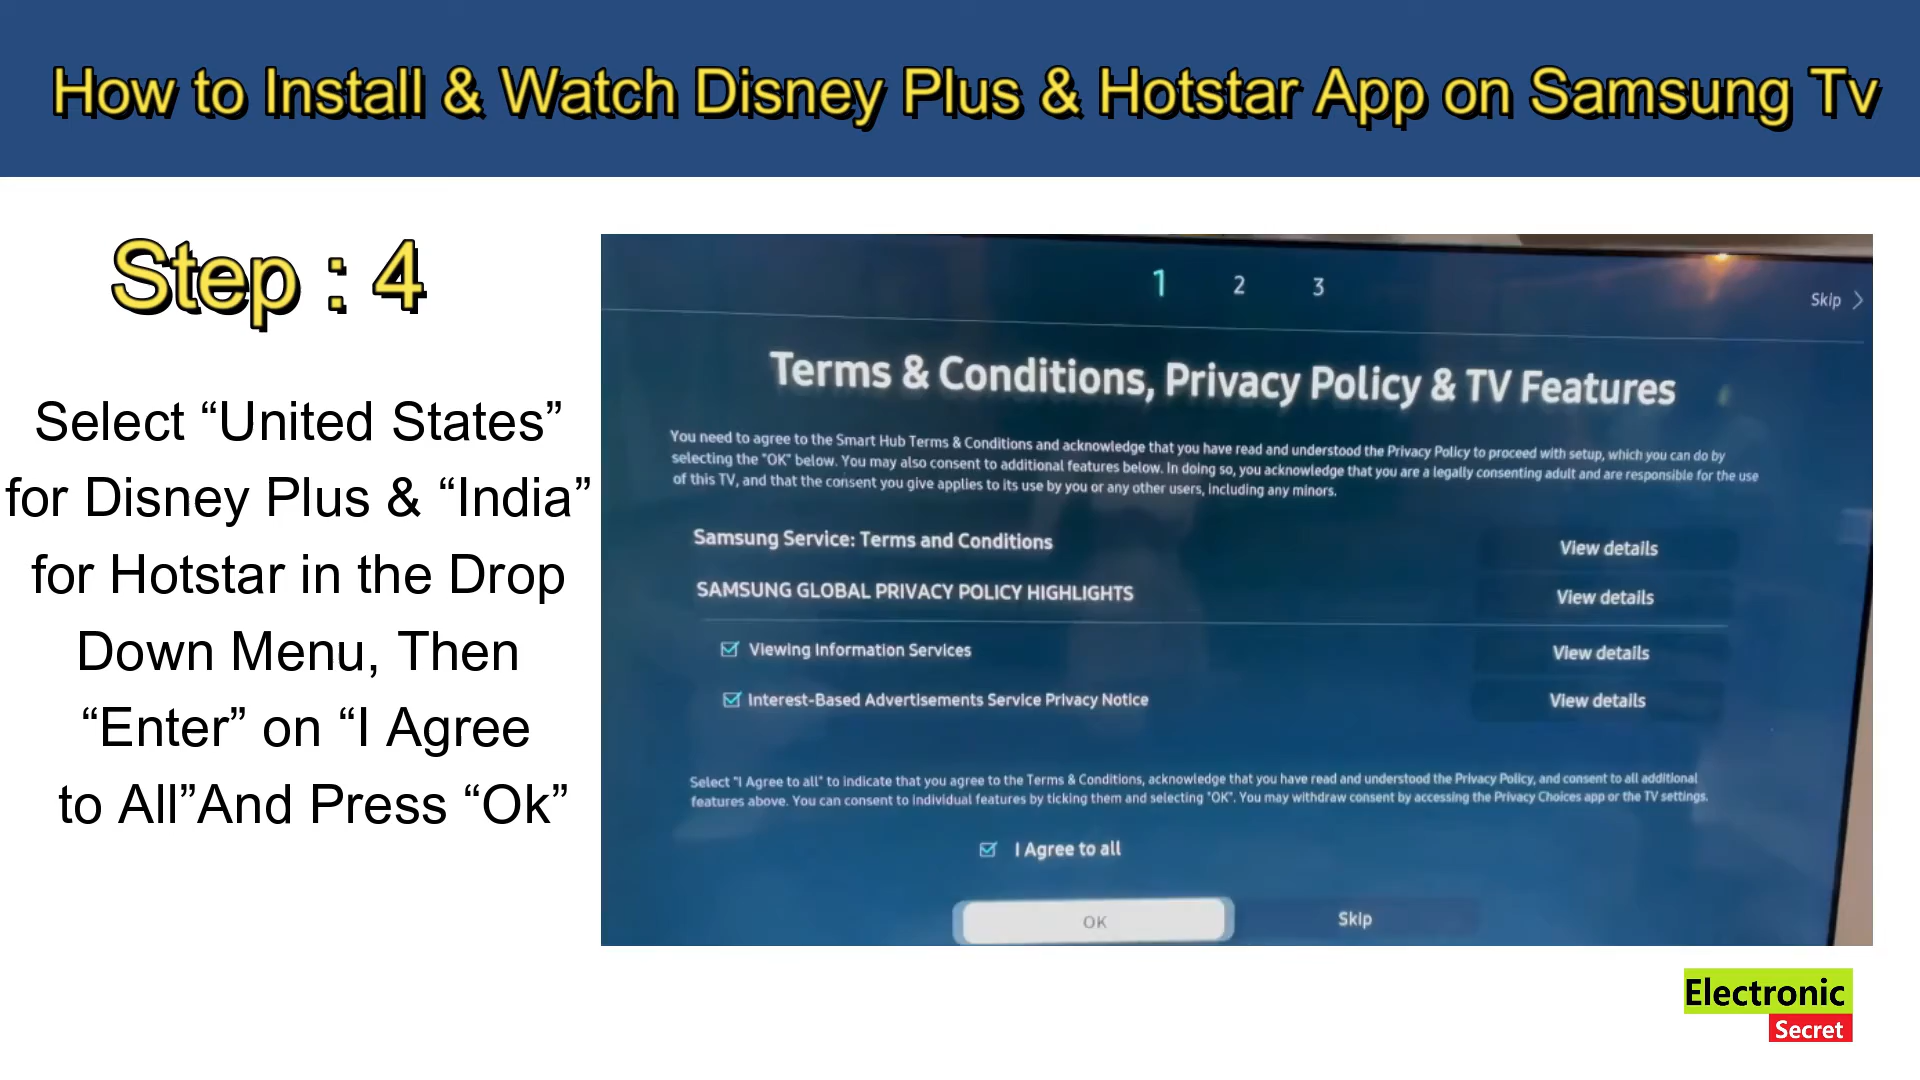 How to Install & Watch Disney Plus & Hotstar App on Samsung Tv
Step : 4
Select “United States”
for Disney Plus & “India”
for Hotstar in the Drop
Down Menu, Then
“Enter” on “I Agree
to All”And Press “Ok”
1 2 3
Skip >
Terms & Conditions, Privacy Policy & TV Features
You need to agree to the Smart Hub Terms & Conditions and acknowledge that you have read and understood the Privacy Policy to proceed with setup, which you can do by
selecting the "OK" below. You may also consent to additional features below. In doing so, you acknowledge that you are a legally consenting adult and are responsible for the use
of this TV, and that the consent you give applies to its use by you or any other users, including any minors.
Samsung Service: Terms and Conditions View details
SAMSUNG GLOBAL PRIVACY POLICY HIGHLIGHTS View details
Viewing Information Services View details
Interest-Based Advertisements Service Privacy Notice View details
Select "I Agree to all" to indicate that you agree to the Terms & Conditions, acknowledge that you have read and understood the Privacy Policy, and consent to all additional
features above. You can consent to individual features by ticking them and selecting "OK". You may withdraw consent by accessing the Privacy Choices app or the TV settings.
I Agree to all
OK Skip
Electronic
Secret